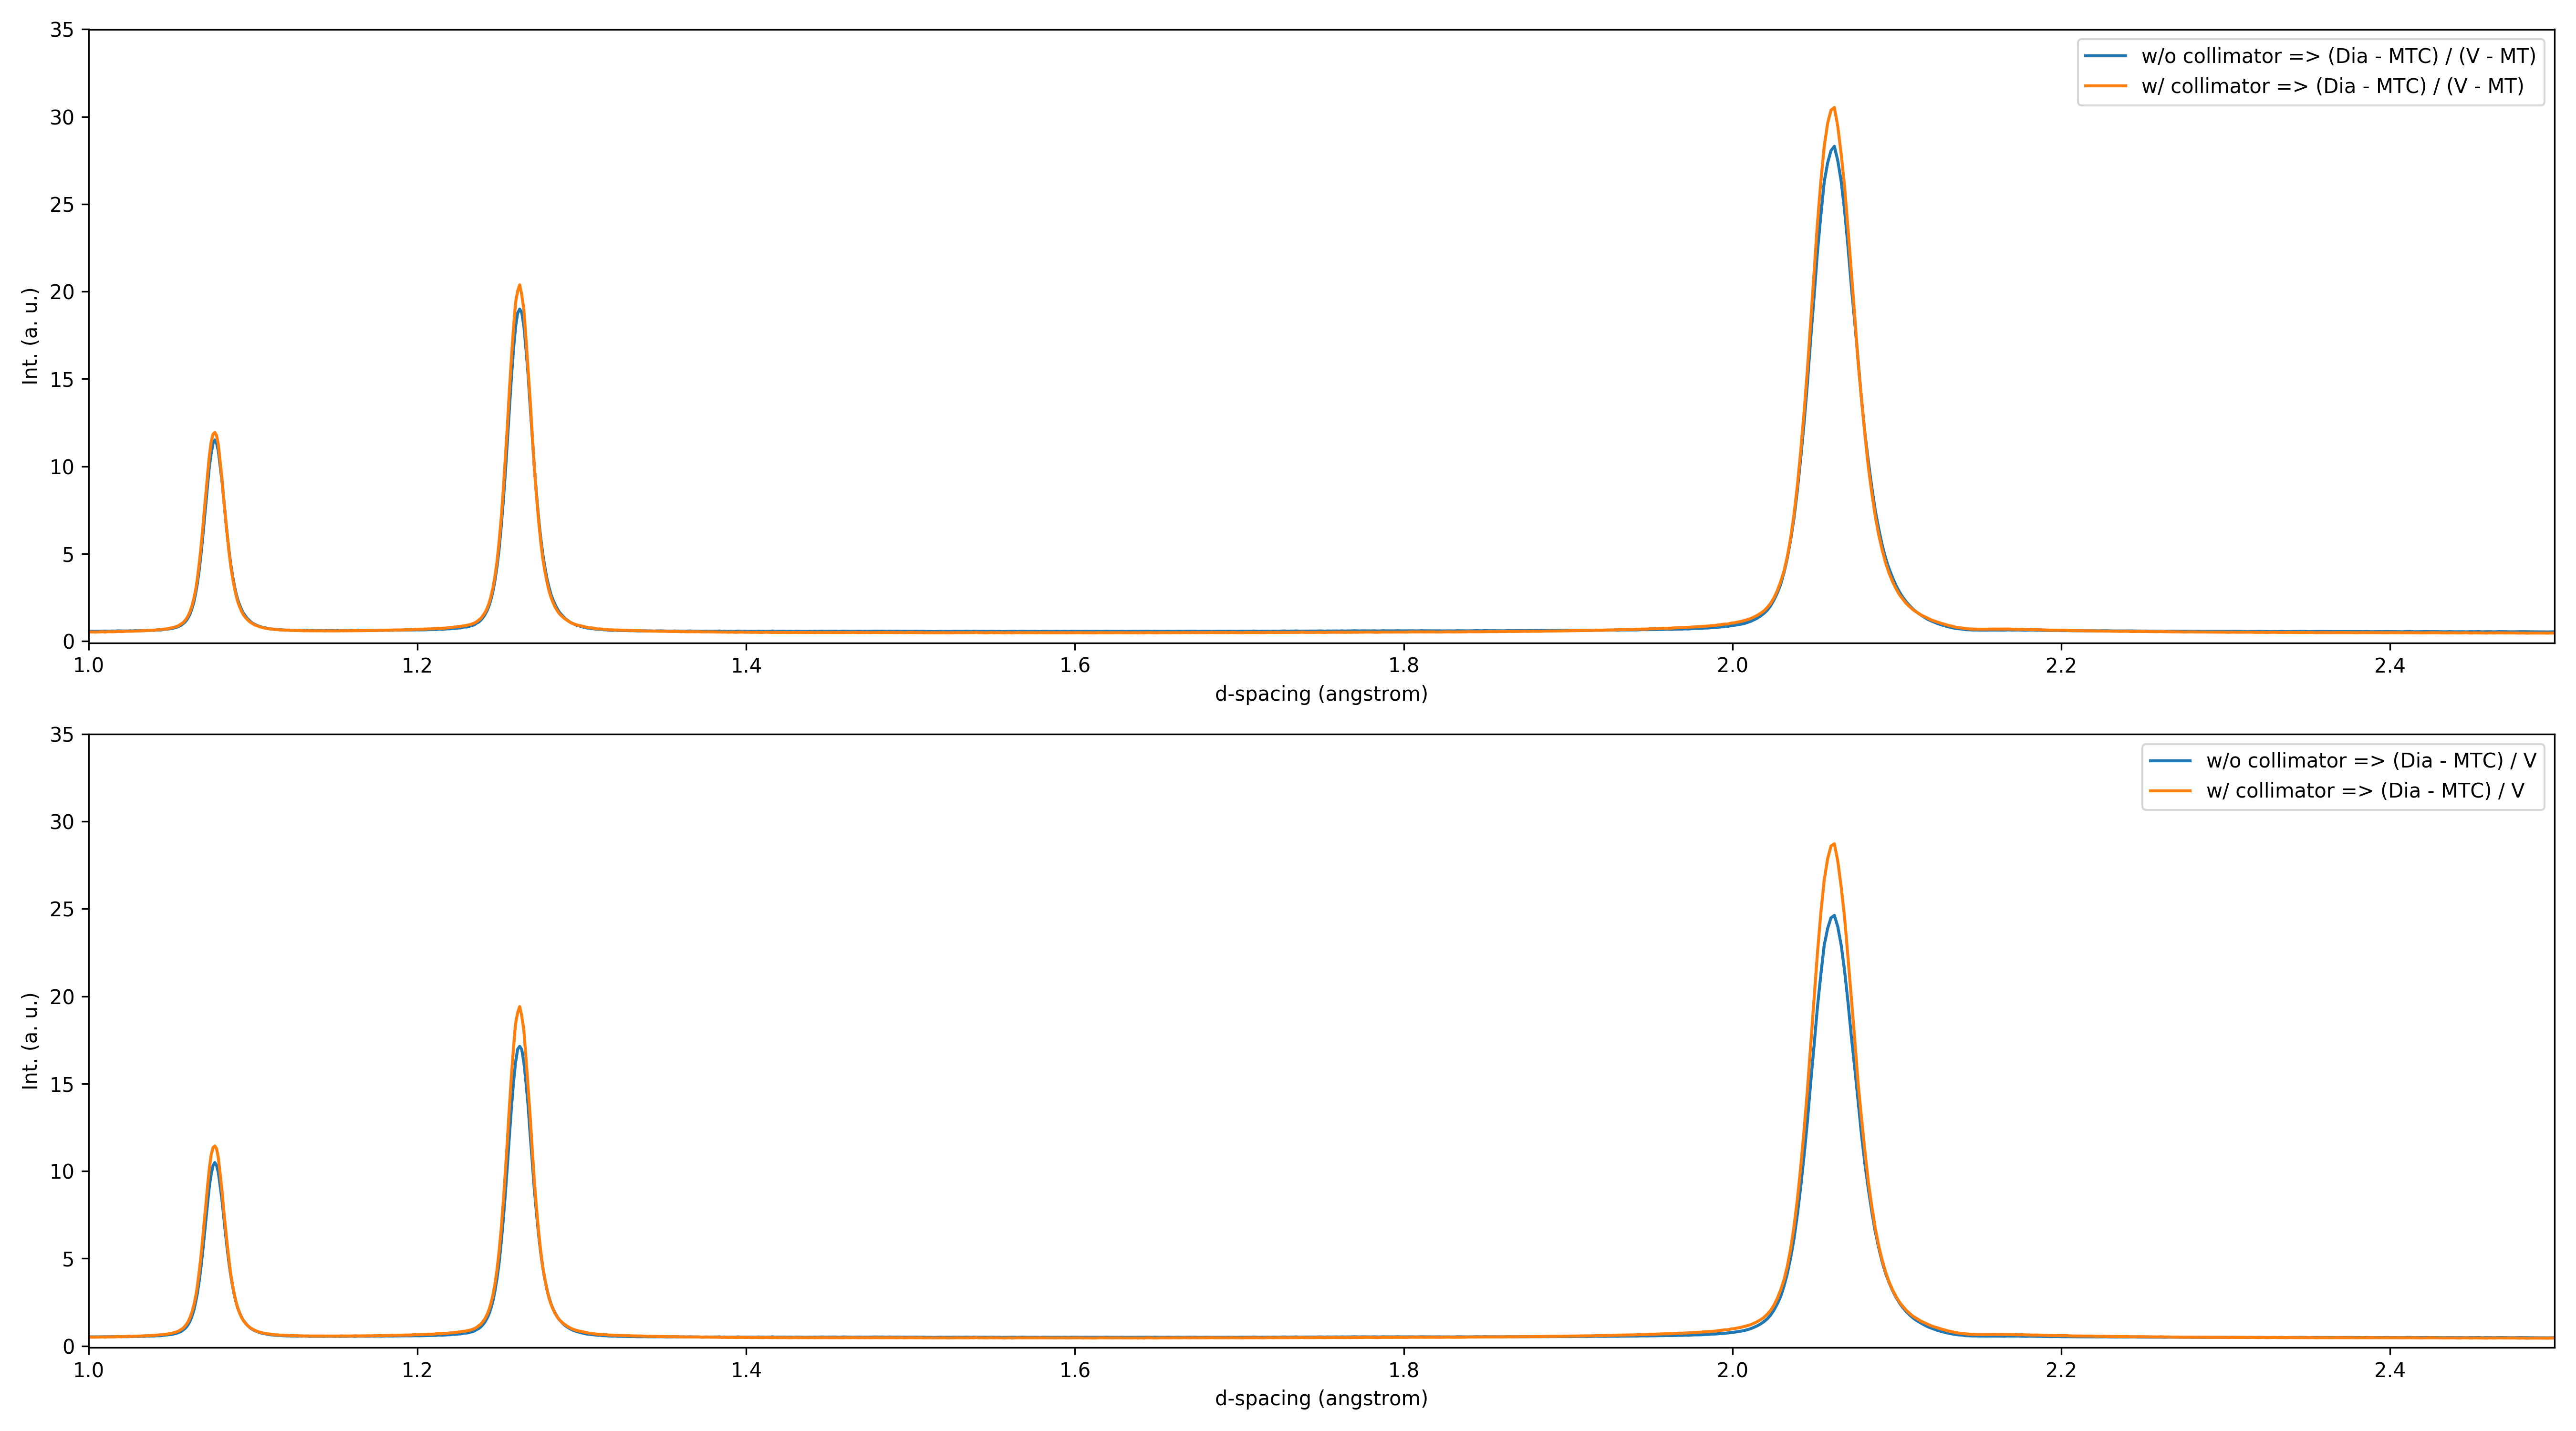 35
30
25
20
15
10
5
0
Int. (a. u.)
w/o collimator => (Dia - MTC) / (V - MT)
w/ collimator => (Dia - MTC) / (V - MT)
1.0 1.2 1.4 1.6 1.8 2.0 2.2 2.4
d-spacing (angstrom)
35
30
25
20
15
10
5
0
Int. (a. u.)
w/o collimator => (Dia - MTC) / V
w/ collimator => (Dia - MTC) / V
1.0 1.2 1.4 1.6 1.8 2.0 2.2 2.4
d-spacing (angstrom)